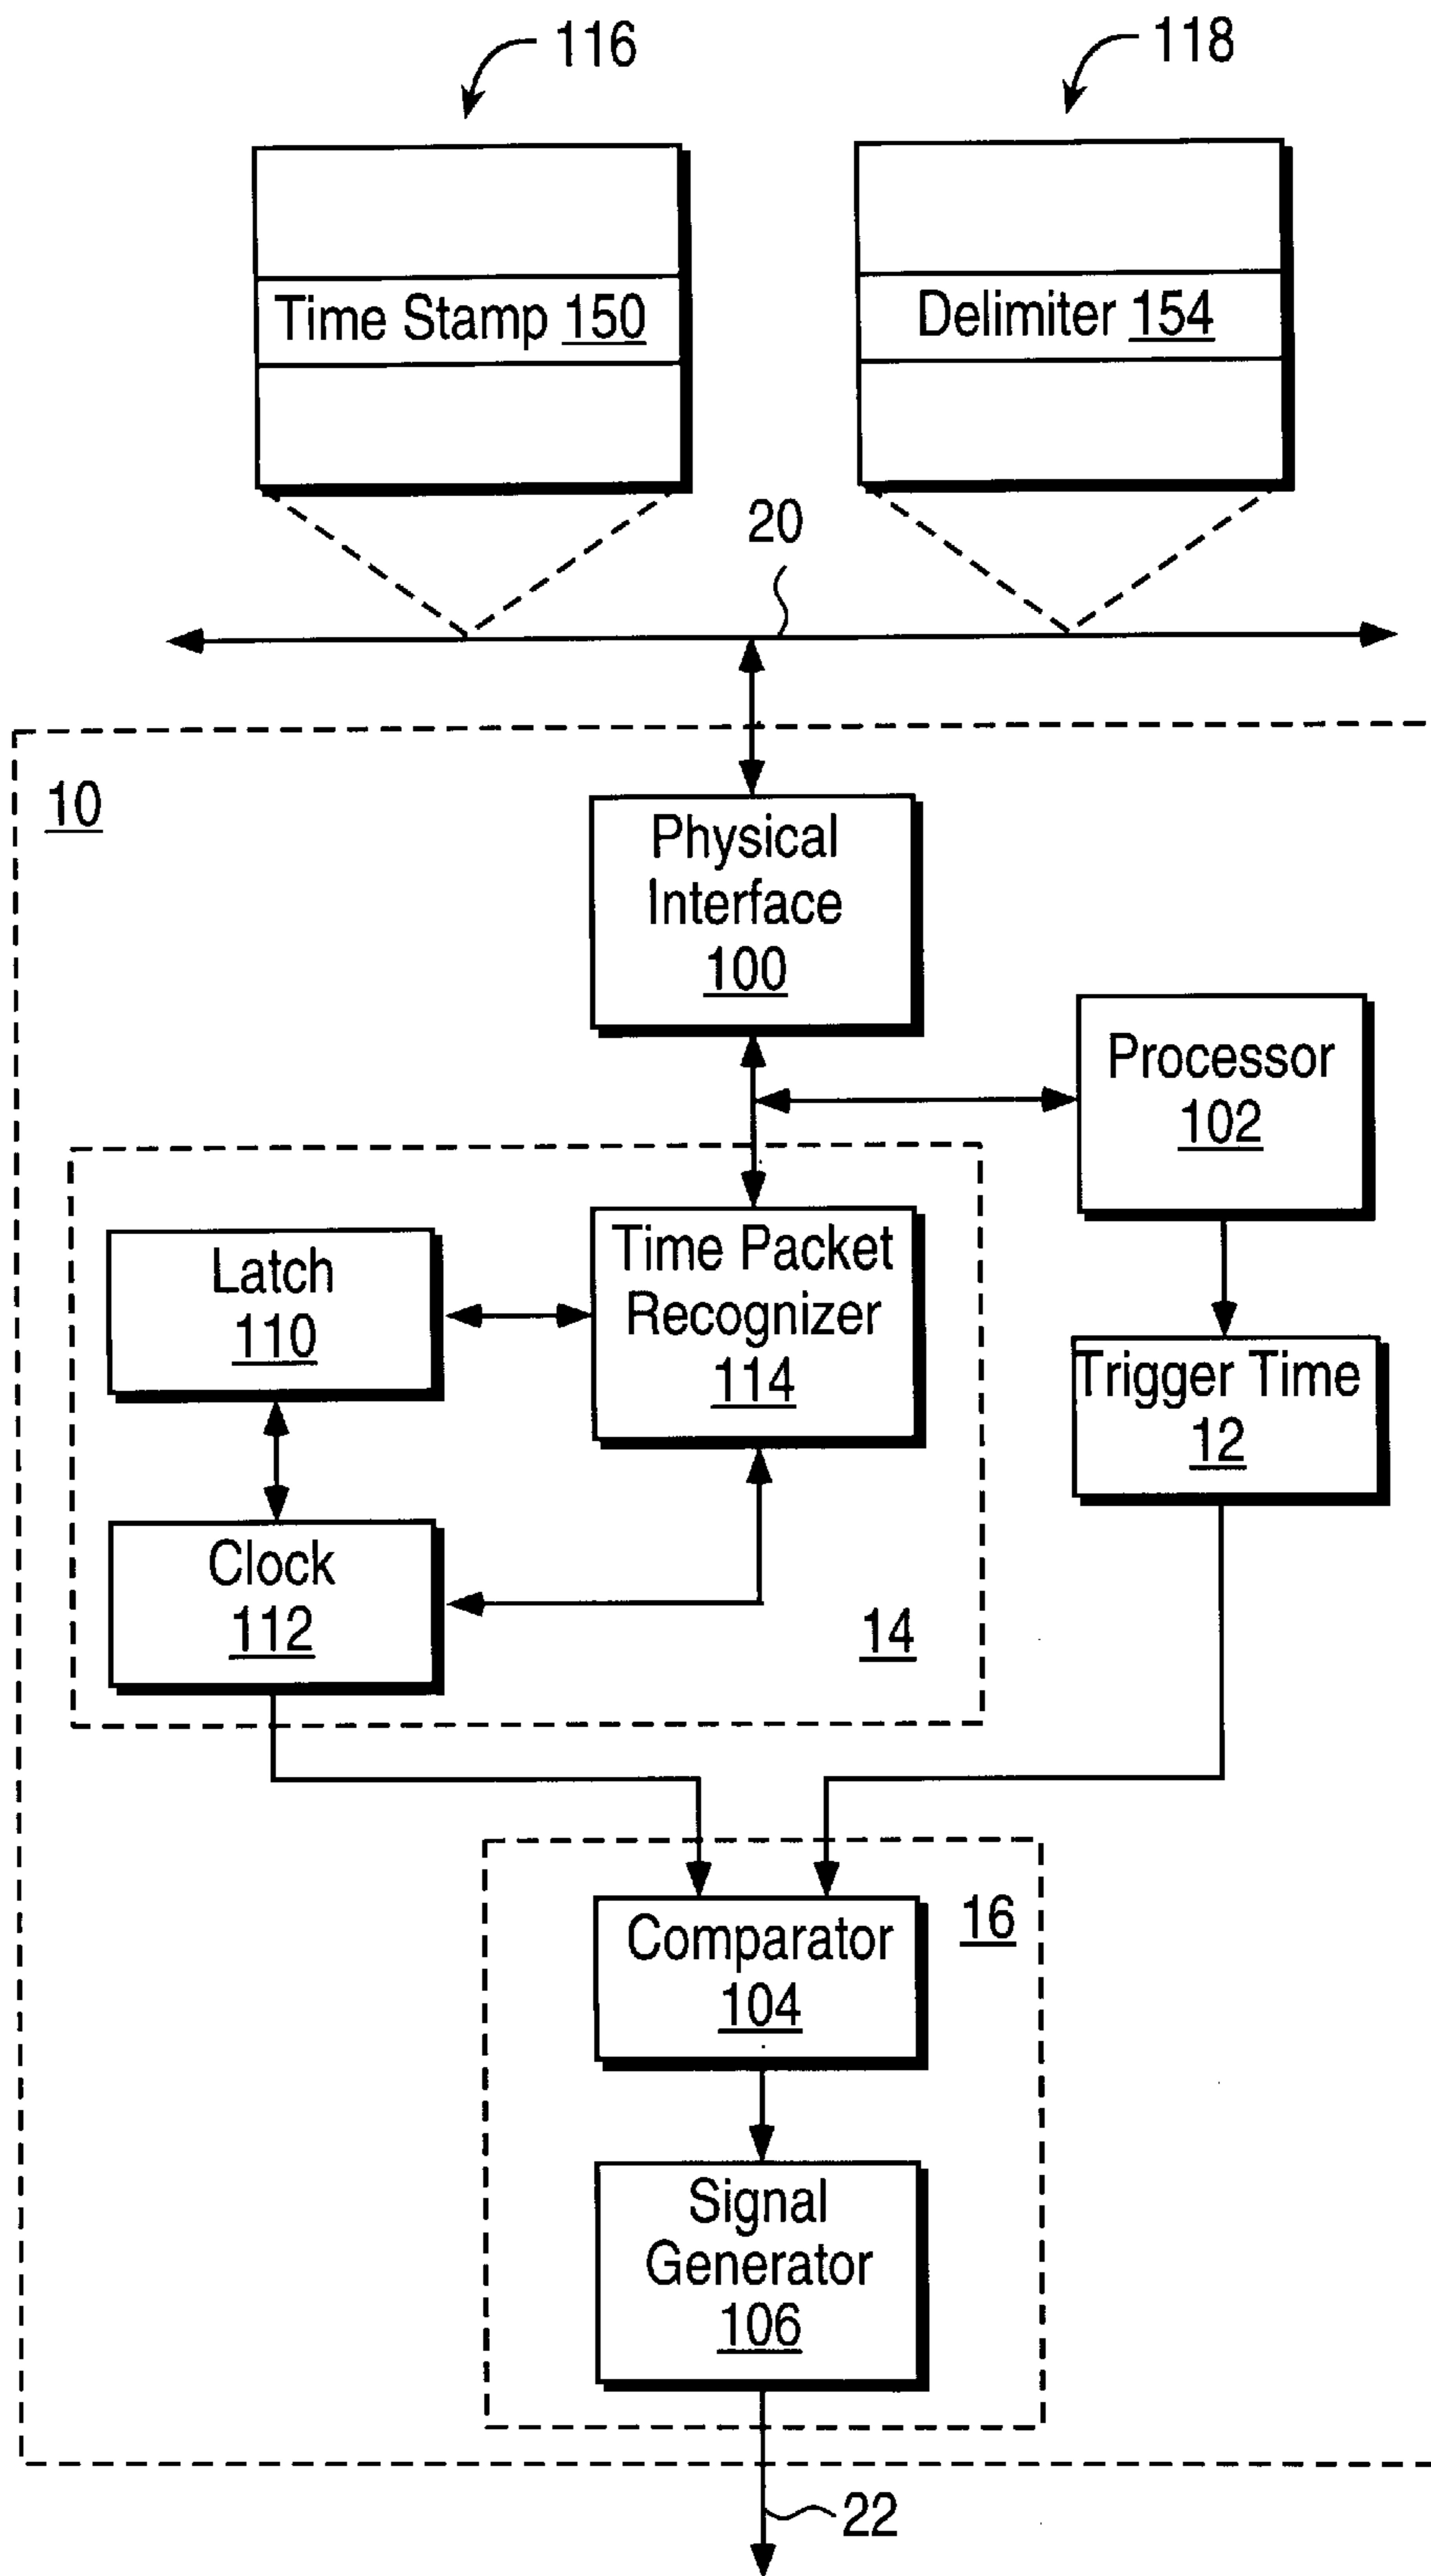 116
118
Time Stamp 150
Delimiter 154
20
10
Physical
Interface
100
Processor
102
Latch
110
Time Packet
Recognizer
114
Trigger Time
12
Clock
112
14
Comparator
104
16
Signal
Generator
106
22